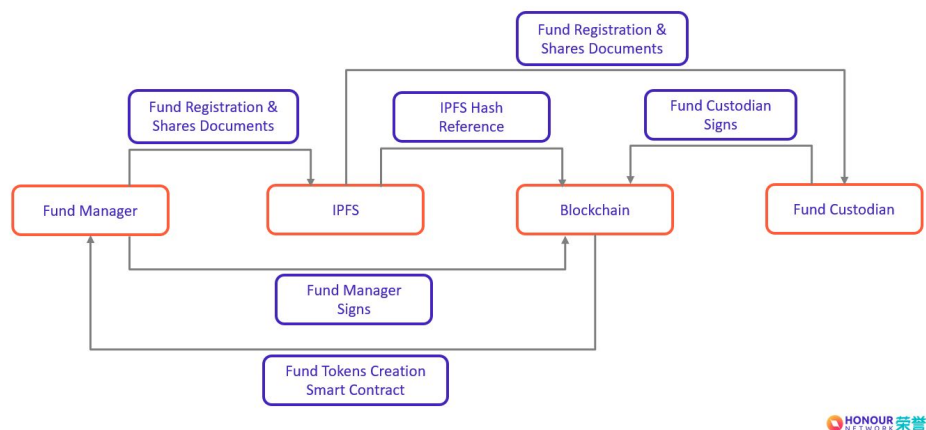 Fund Registration &
Shares Documents
Fund Registration &
Shares Documents
IPFS Hash
Reference
Fund Custodian
Signs
Fund Manager
IPFS
Blockchain
Fund Custodian
Fund Manager
Signs
Fund Tokens Creation
Smart Contract
HONOUR
NETWORK 荣誉